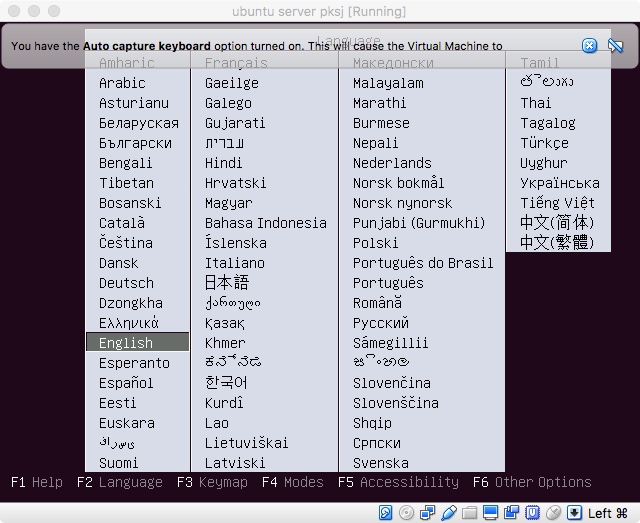 ubuntu server pksj [Running]
You have the Auto capture keyboard option turned on. This will cause the Virtual Machine to
Language
Amharic
Arabic
Asturianu
Беларуская
Български
Bengali
Tibetan
Bosanski
Català
Čeština
Dansk
Deutsch
Dzongkha
Ελληνικά
English
Esperanto
Español
Eesti
Euskara
Suomi
Français
Gaeilge
Galego
Gujarati
עברית
Hindi
Hrvatski
Magyar
Bahasa Indonesia
Íslenska
Italiano
日本語
ქართული
Қазақ
Khmer
ಕನ್ನಡ
한국어
Kurdî
Lao
Lietuviškai
Latviski
Македонски
Malayalam
Marathi
Burmese
Nepali
Nederlands
Norsk bokmål
Norsk nynorsk
Punjabi (Gurmukhi)
Polski
Português do Brasil
Português
Română
Русский
Sámegillii
සිංහල
Slovenčina
Slovenščina
Shqip
Српски
Svenska
Tamil
తెలుగు
Thai
Tagalog
Türkçe
Uyghur
Українська
Tiếng Việt
中文(简体)
中文(繁體)
F1 Help F2 Language F3 Keymap F4 Modes F5 Accessibility F6 Other Options
Left ⌘